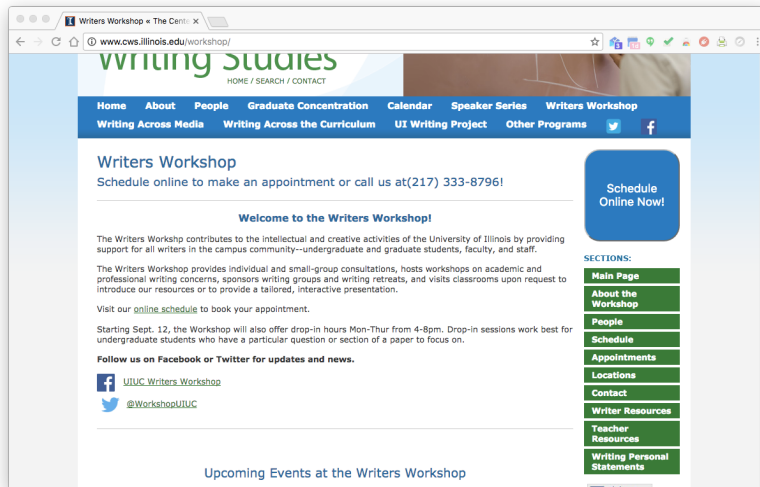 Writers Workshop « The Cente
www.cws.illinois.edu/workshop/
Writing Studies
HOME / SEARCH / CONTACT
Home About People Graduate Concentration Calendar Speaker Series Writers Workshop
Writing Across Media Writing Across the Curriculum UI Writing Project Other Programs
Writers Workshop
Schedule online to make an appointment or call us at(217) 333-8796!
Welcome to the Writers Workshop!
The Writers Workshp contributes to the intellectual and creative activities of the University of Illinois by providing
support for all writers in the campus community--undergraduate and graduate students, faculty, and staff.
The Writers Workshop provides individual and small-group consultations, hosts workshops on academic and
professional writing concerns, sponsors writing groups and writing retreats, and visits classrooms upon request to
introduce our resources or to provide a tailored, interactive presentation.
Visit our online schedule to book your appointment.
Starting Sept. 12, the Workshop will also offer drop-in hours Mon-Thur from 4-8pm. Drop-in sessions work best for
undergraduate students who have a particular question or section of a paper to focus on.
Follow us on Facebook or Twitter for updates and news.
UIUC Writers Workshop
@WorkshopUIUC
Upcoming Events at the Writers Workshop
Schedule
Online Now!
SECTIONS:
Main Page
About the
Workshop
People
Schedule
Appointments
Locations
Contact
Writer Resources
Teacher
Resources
Writing Personal
Statements